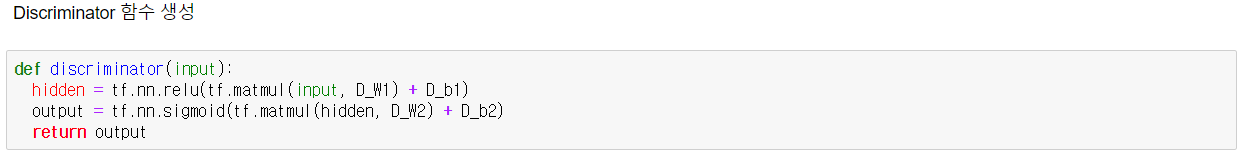 Discriminator 함수 생성
def discriminator(input):
  hidden = tf.nn.relu(tf.matmul(input, D_W1) + D_b1)
  output = tf.nn.sigmoid(tf.matmul(hidden, D_W2) + D_b2)
  return output